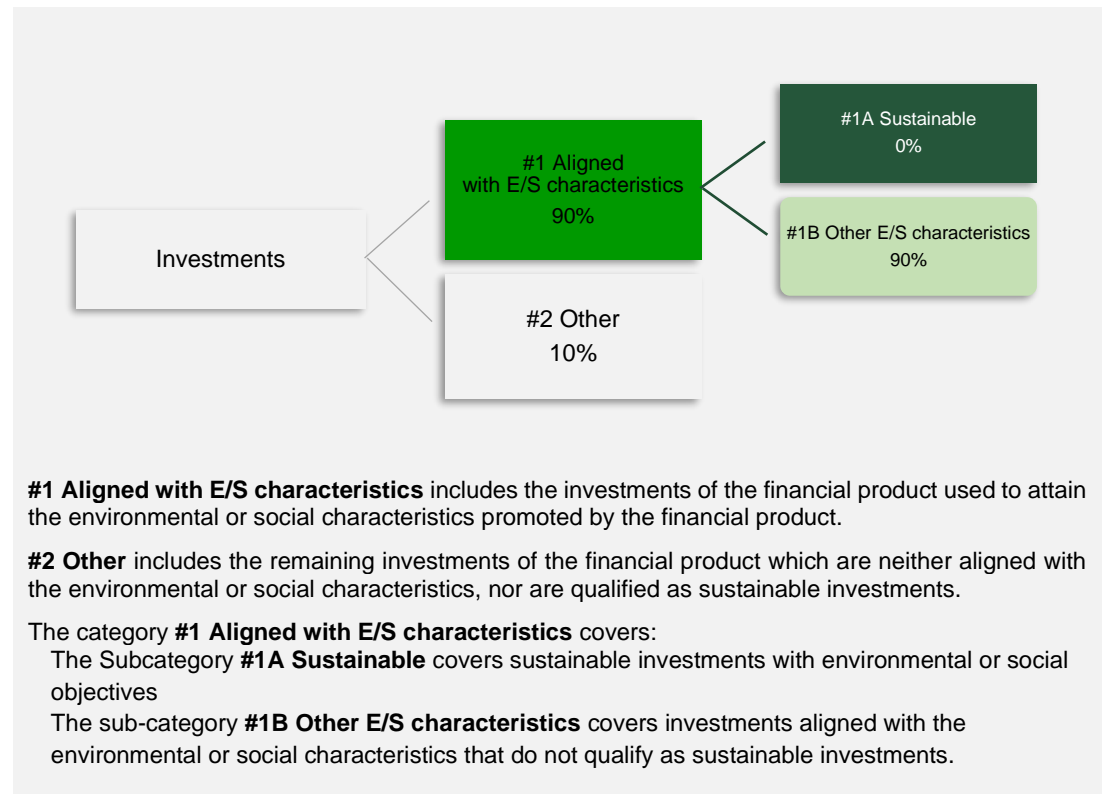 #1A Sustainable
0%
#1 Aligned
with E/S characteristics
90%
#1B Other E/S characteristics
90%
Investments
#2 Other
10%
#1 Aligned with E/S characteristics includes the investments of the financial product used to attain
the environmental or social characteristics promoted by the financial product.
#2 Other includes the remaining investments of the financial product which are neither aligned with
the environmental or social characteristics, nor are qualified as sustainable investments.
The category #1 Aligned with E/S characteristics covers:
The Subcategory #1A Sustainable covers sustainable investments with environmental or social
objectives
The sub-category #1B Other E/S characteristics covers investments aligned with the
environmental or social characteristics that do not qualify as sustainable investments.